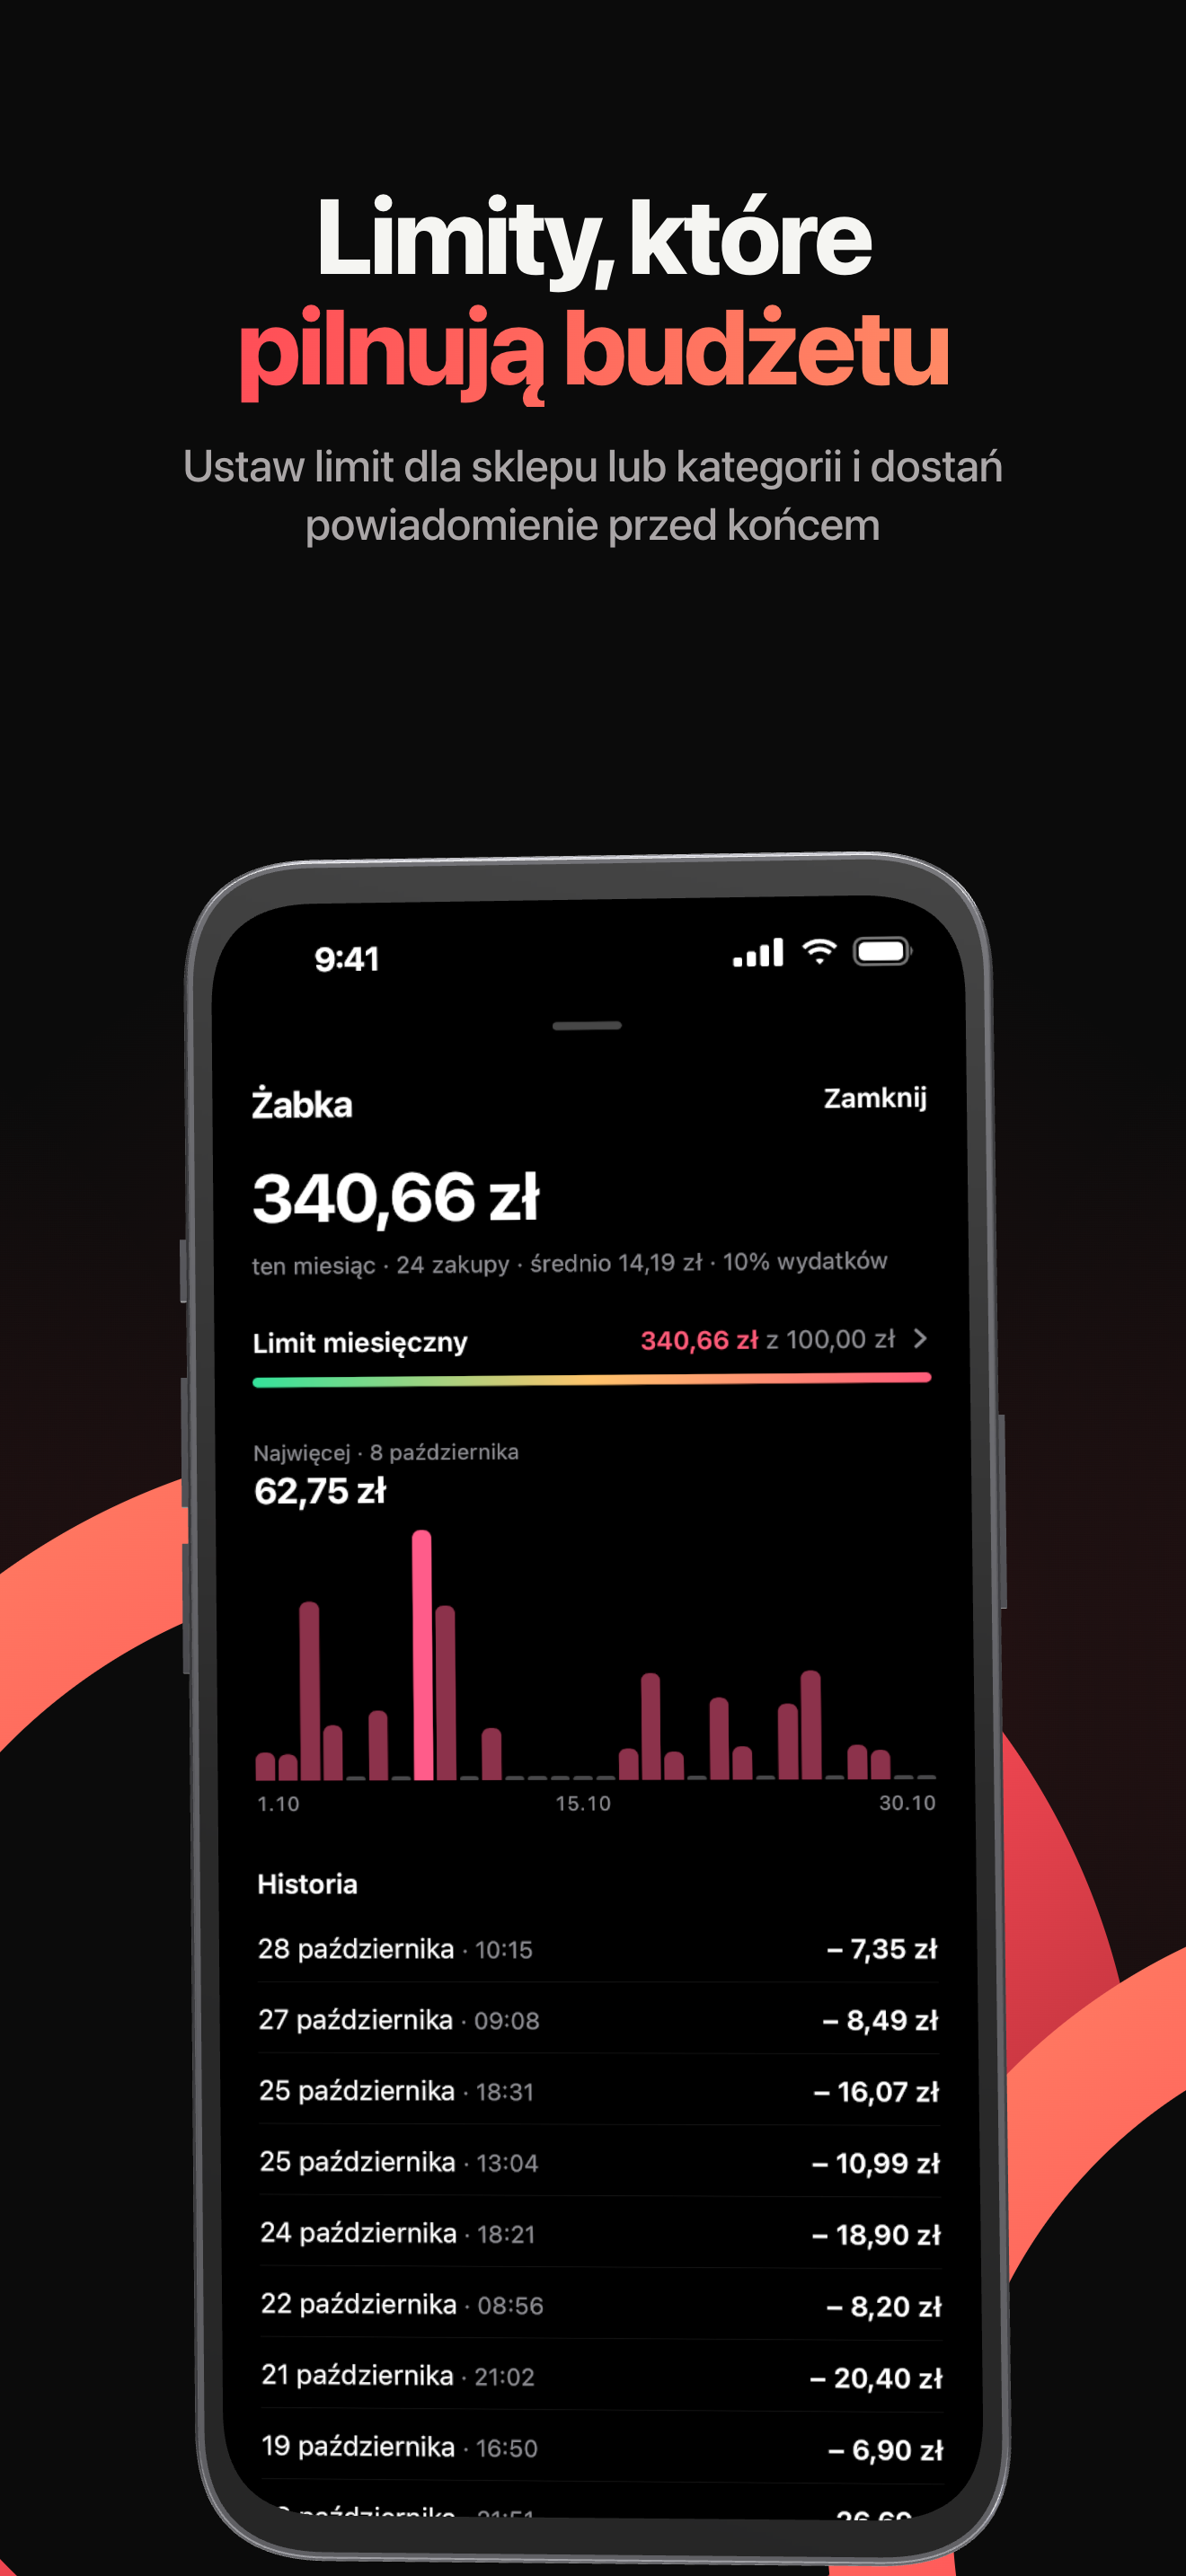 Limity, które
pilnują budżetu
Ustaw limit dla sklepu lub kategorii i dostań
powiadomienie przed końcem
9:41
Żabka Zamknij
340,66 zł
ten miesiąc · 24 zakupy · średnio 14,19 zł · 10% wydatków
Limit miesięczny 340,66 zł z 100,00 zł
Najwięcej · 8 października
62,75 zł
1.10 15.10 30.10
Historia
28 października · 10:15 – 7,35 zł
27 października · 09:08 – 8,49 zł
25 października · 18:31 – 16,07 zł
25 października · 13:04 – 10,99 zł
24 października · 18:21 – 18,90 zł
22 października · 08:56 – 8,20 zł
21 października · 21:02 – 20,40 zł
19 października · 16:50 – 6,90 zł
października